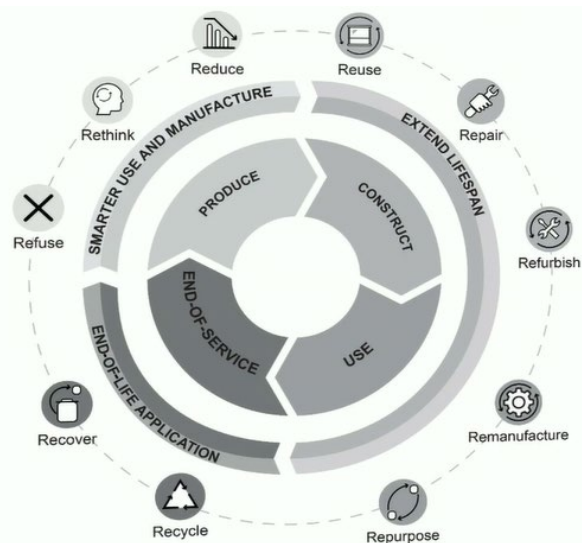 Reduce
Reuse
Rethink
Repair
Refuse
Refurbish
Recover
Remanufacture
Recycle
Repurpose
SMARTER USE AND MANUFACTURE
EXTEND LIFESPAN
END-OF-LIFE APPLICATION
PRODUCE
CONSTRUCT
USE
END-OF-SERVICE